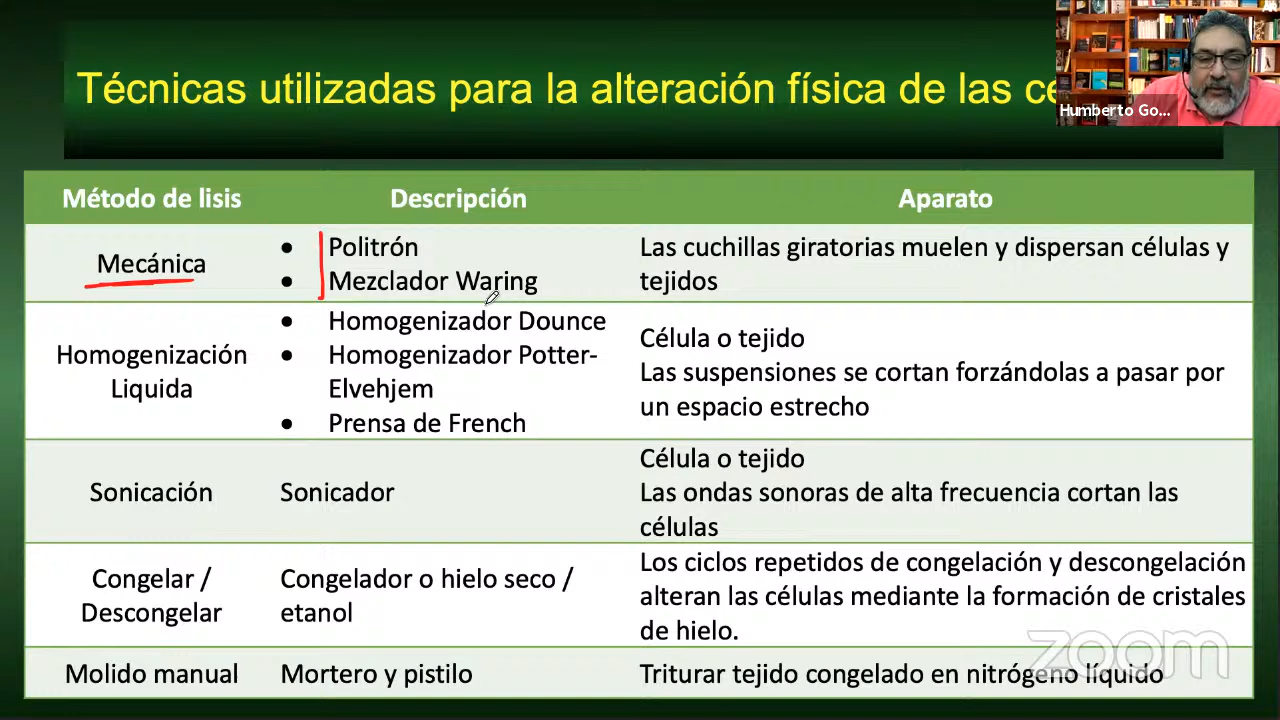 Técnicas utilizadas para la alteración física de las
Humberto Go...
Método de lisis
Descripción
Aparato
Mecánica
• Politrón
• Mezclador Waring
Las cuchillas giratorias muelen y dispersan células y
tejidos
Homogenización
Liquida
• Homogenizador Dounce
• Homogenizador Potter-
Elvehjem
• Prensa de French
Célula o tejido
Las suspensiones se cortan forzándolas a pasar por
un espacio estrecho
Sonicación
Sonicador
Célula o tejido
Las ondas sonoras de alta frecuencia cortan las
células
Congelar /
Descongelar
Congelador o hielo seco /
etanol
Los ciclos repetidos de congelación y descongelación
alteran las células mediante la formación de cristales
de hielo.
Molido manual
Mortero y pistilo
Triturar tejido congelado en nitrógeno líquido
zoom